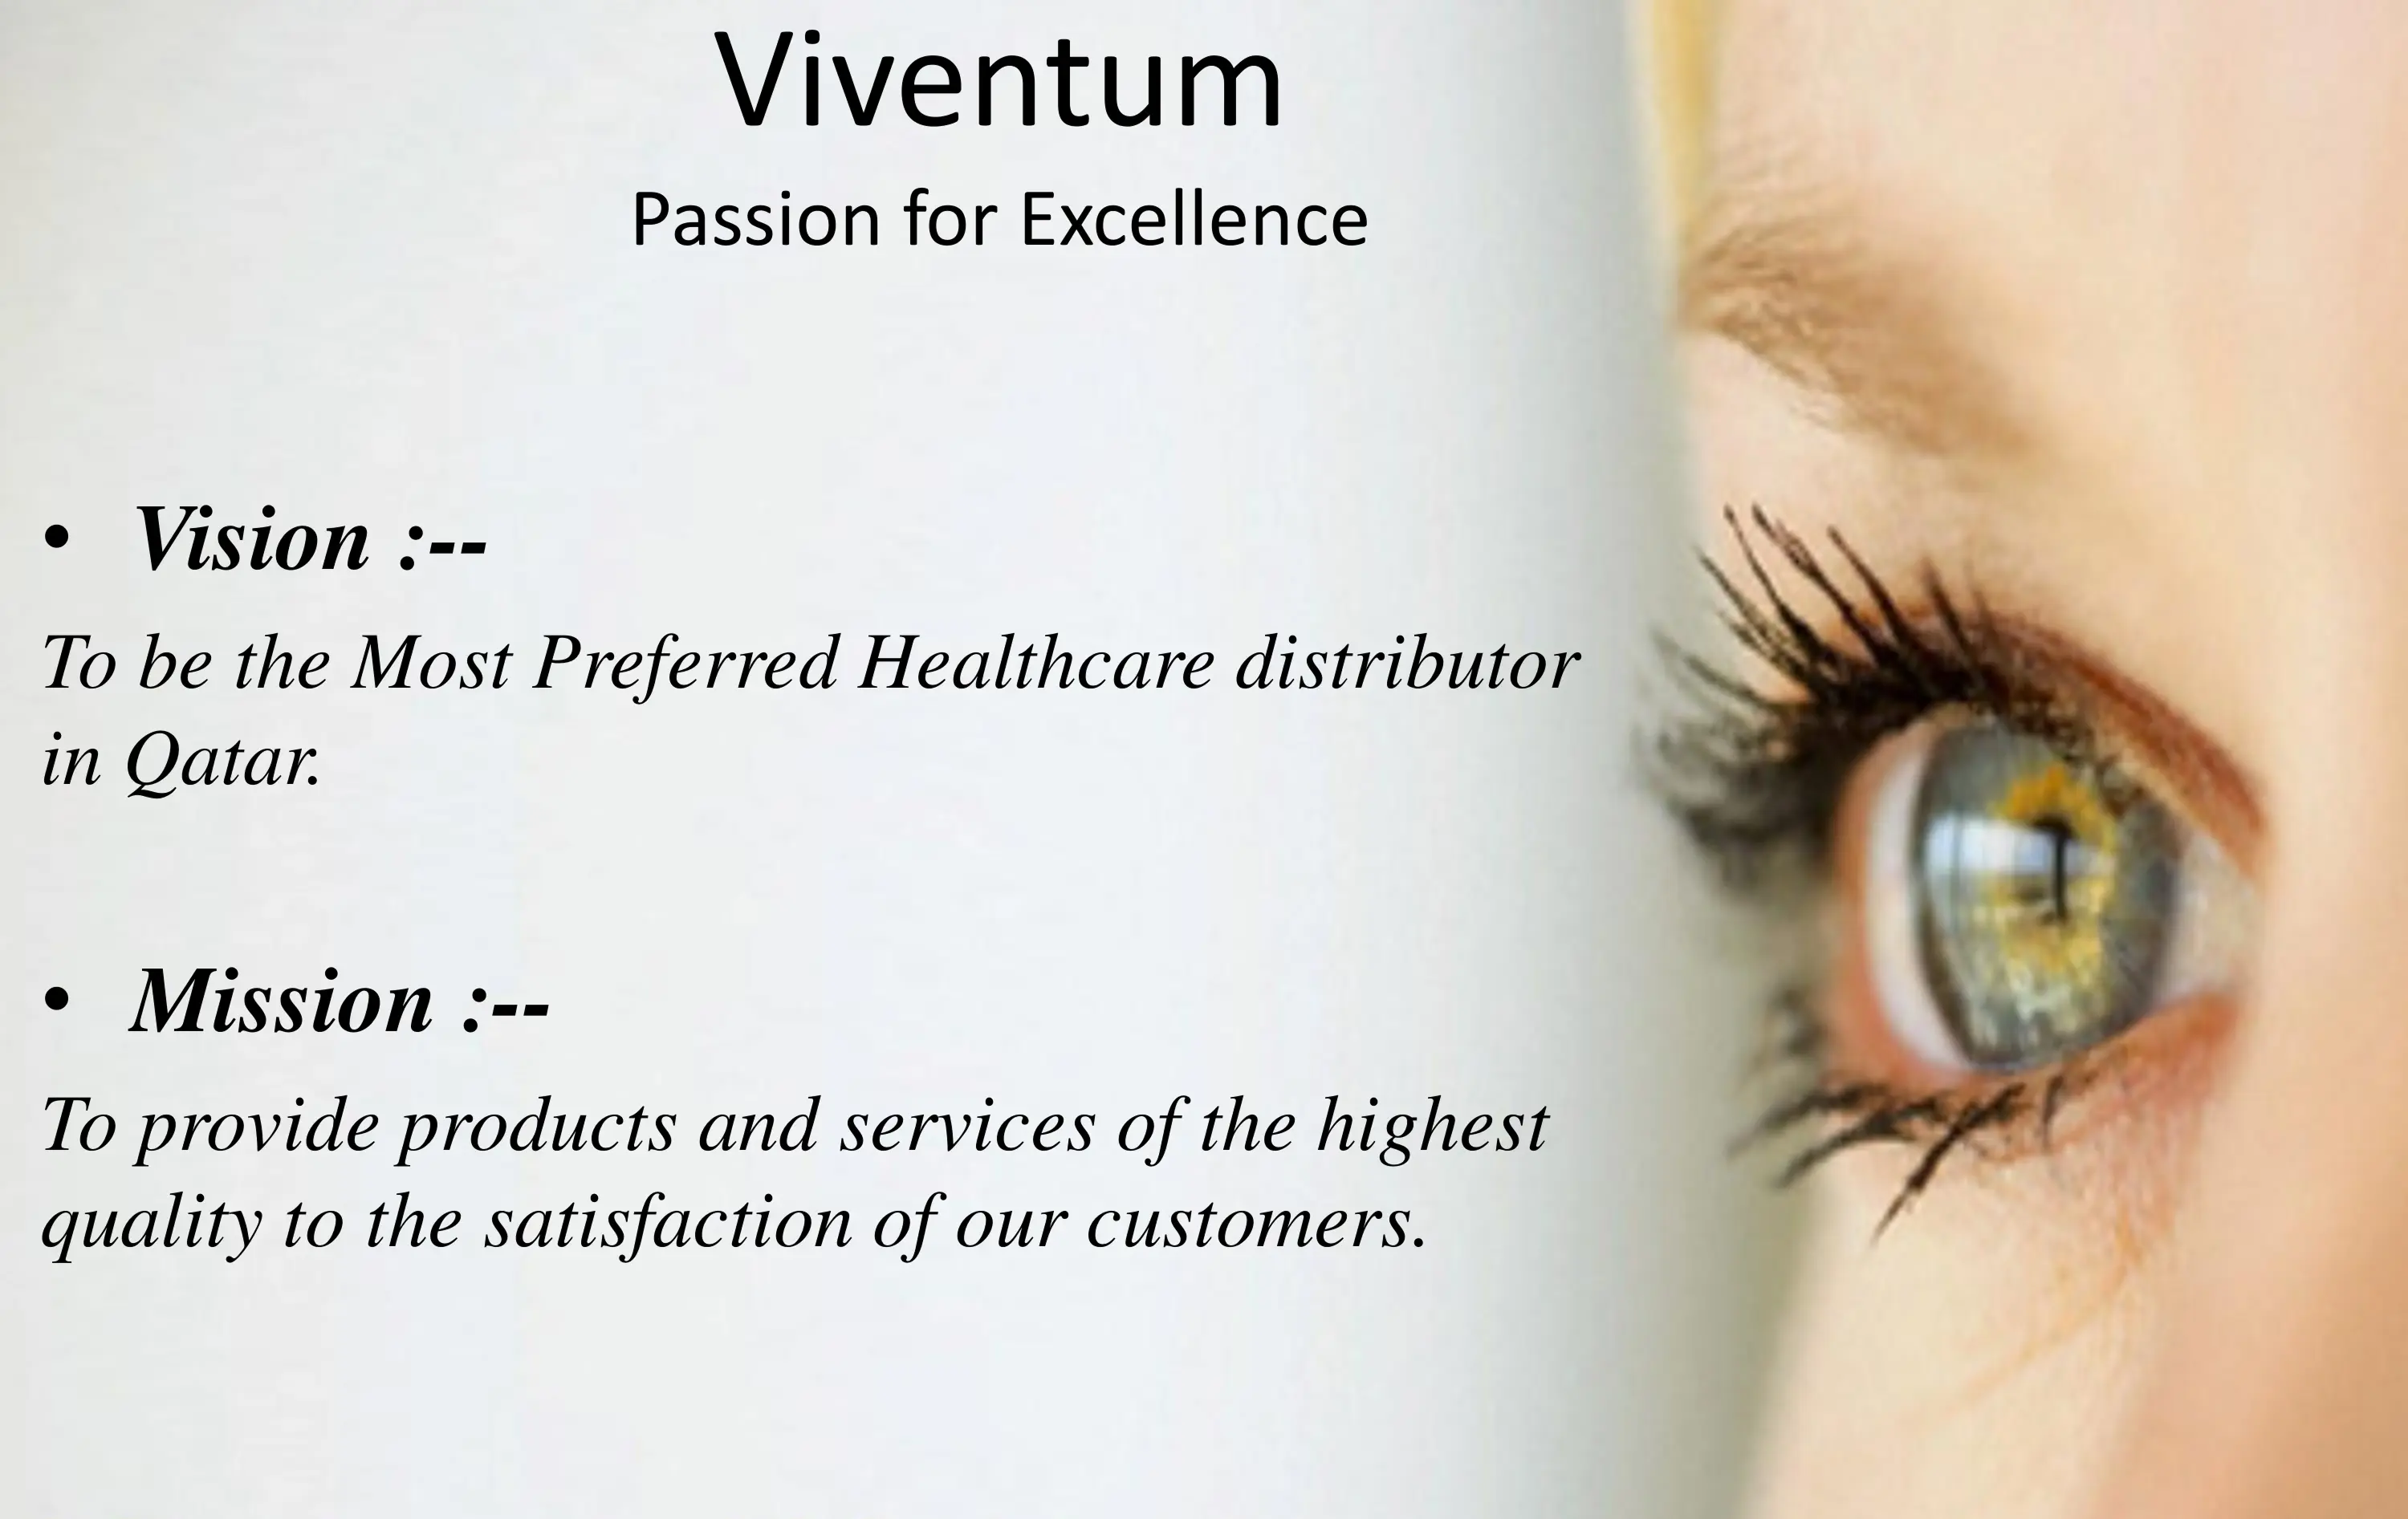 Viventum
Passion for Excellence
• Vision :--
To be the Most Preferred Healthcare distributor
in Qatar.
• Mission :--
To provide products and services of the highest
quality to the satisfaction of our customers.